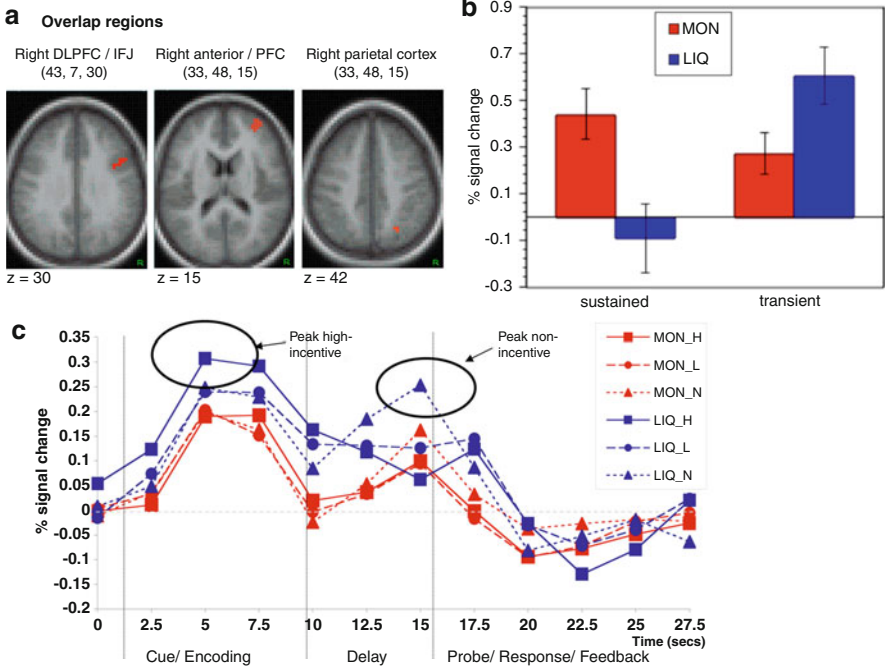 a Overlap regions
Right DLPFC / IFJ
(43, 7, 30)
Right anterior / PFC
(33, 48, 15)
Right parietal cortex
(33, 48, 15)
R
R
R
z = 30
z = 15
z = 42
b
% signal change
0.9
0.7
0.5
0.3
0.1
-0.1
-0.3
MON
LIQ
sustained
transient
c
% signal change
0.35
0.3
0.25
0.2
0.15
0.1
0.05
0
-0.05
-0.1
-0.15
-0.2
Peak high-
incentive
Peak non-
incentive
MON_H
MON_L
MON_N
LIQ_H
LIQ_L
LIQ_N
0 2.5 5 7.5 10 12.5 15 17.5 20 22.5 25 27.5
Time (secs)
Cue/ Encoding
Delay
Probe/ Response/ Feedback